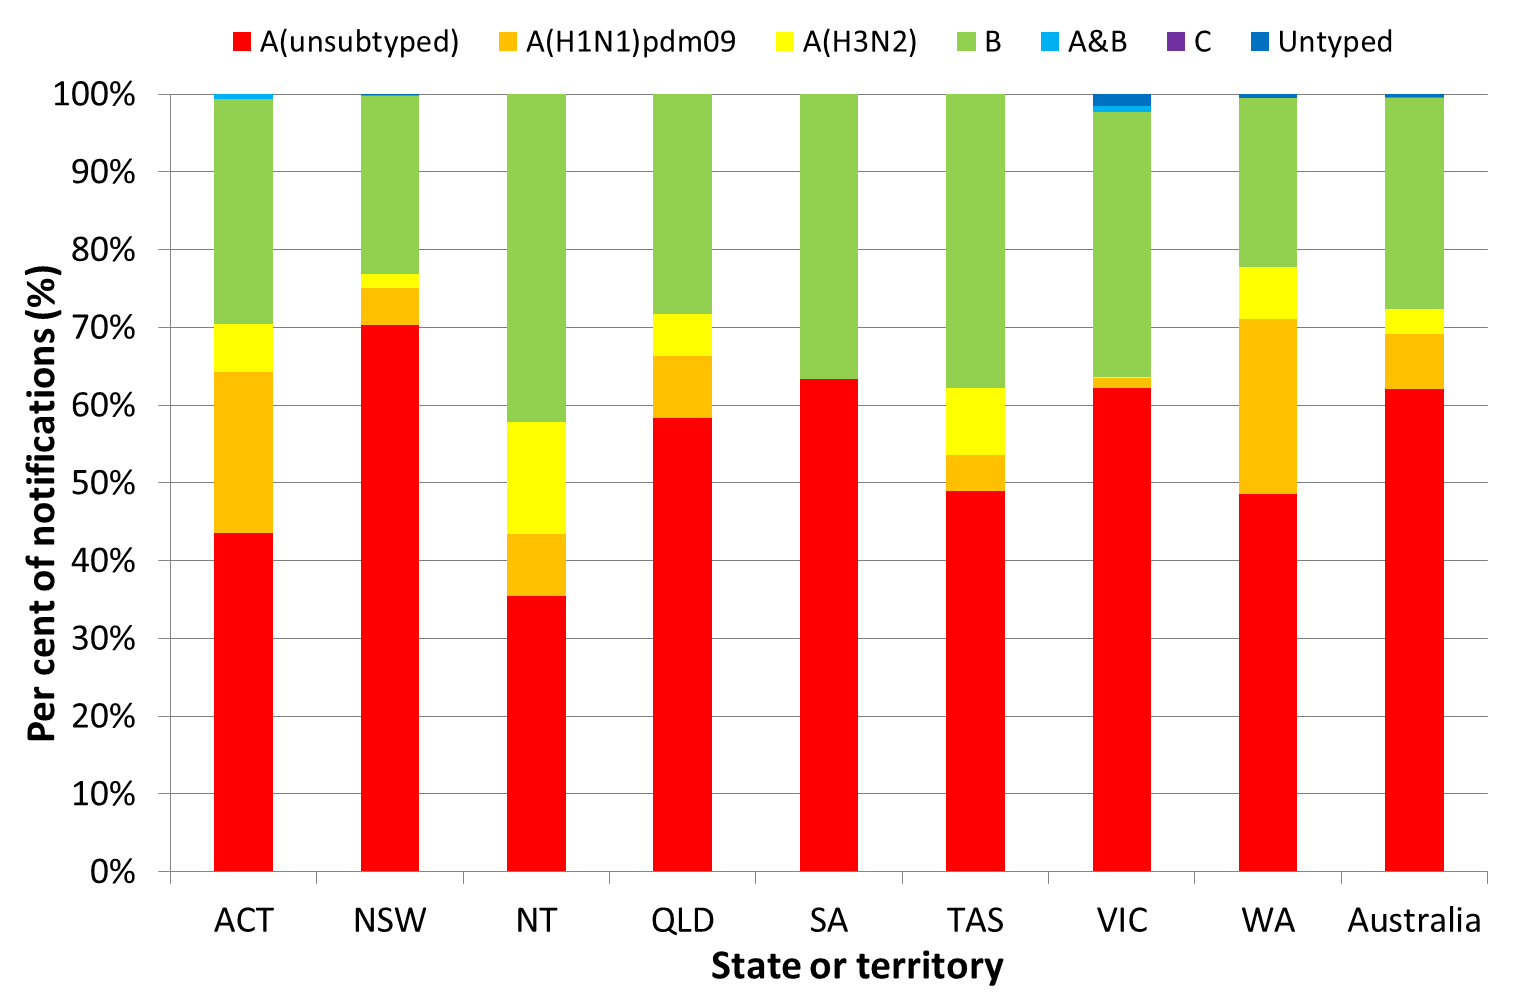 A(unsubtyped) A(H1N1)pdm09 A(H3N2) B A&B C Untyped
100%
90%
80%
70%
60%
50%
40%
30%
20%
10%
0%
Per cent of notifications (%)
ACT NSW NT QLD SA TAS VIC WA Australia
State or territory